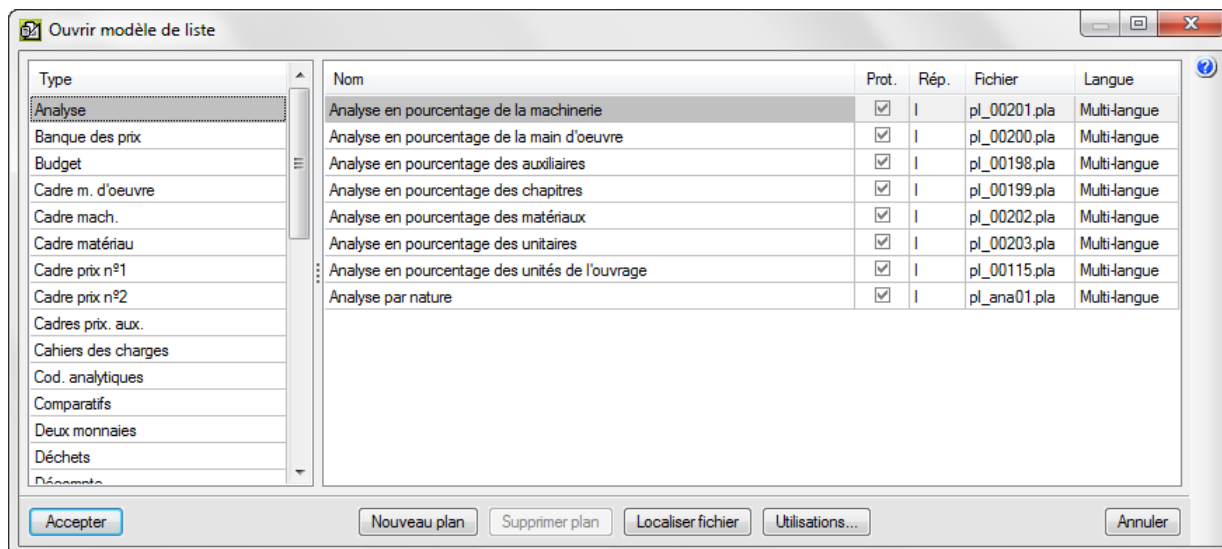 Ouvrir modèle de liste
Type
Analyse
Banque des prix
Budget
Cadre m. d'oeuvre
Cadre mach.
Cadre matériau
Cadre prix nº1
Cadre prix nº2
Cadres prix. aux.
Cahiers des charges
Cod. analytiques
Comparatifs
Deux monnaies
Déchets
Décompte
Nom Prot. Rép. Fichier Langue
Analyse en pourcentage de la machinerie I pl_00201.pla Multi-langue
Analyse en pourcentage de la main d'oeuvre I pl_00200.pla Multi-langue
Analyse en pourcentage des auxiliaires I pl_00198.pla Multi-langue
Analyse en pourcentage des chapitres I pl_00199.pla Multi-langue
Analyse en pourcentage des matériaux I pl_00202.pla Multi-langue
Analyse en pourcentage des unitaires I pl_00203.pla Multi-langue
Analyse en pourcentage des unités de l'ouvrage I pl_00115.pla Multi-langue
Analyse par nature I pl_ana01.pla Multi-langue
Accepter Nouveau plan Supprimer plan Localiser fichier Utilisations... Annuler